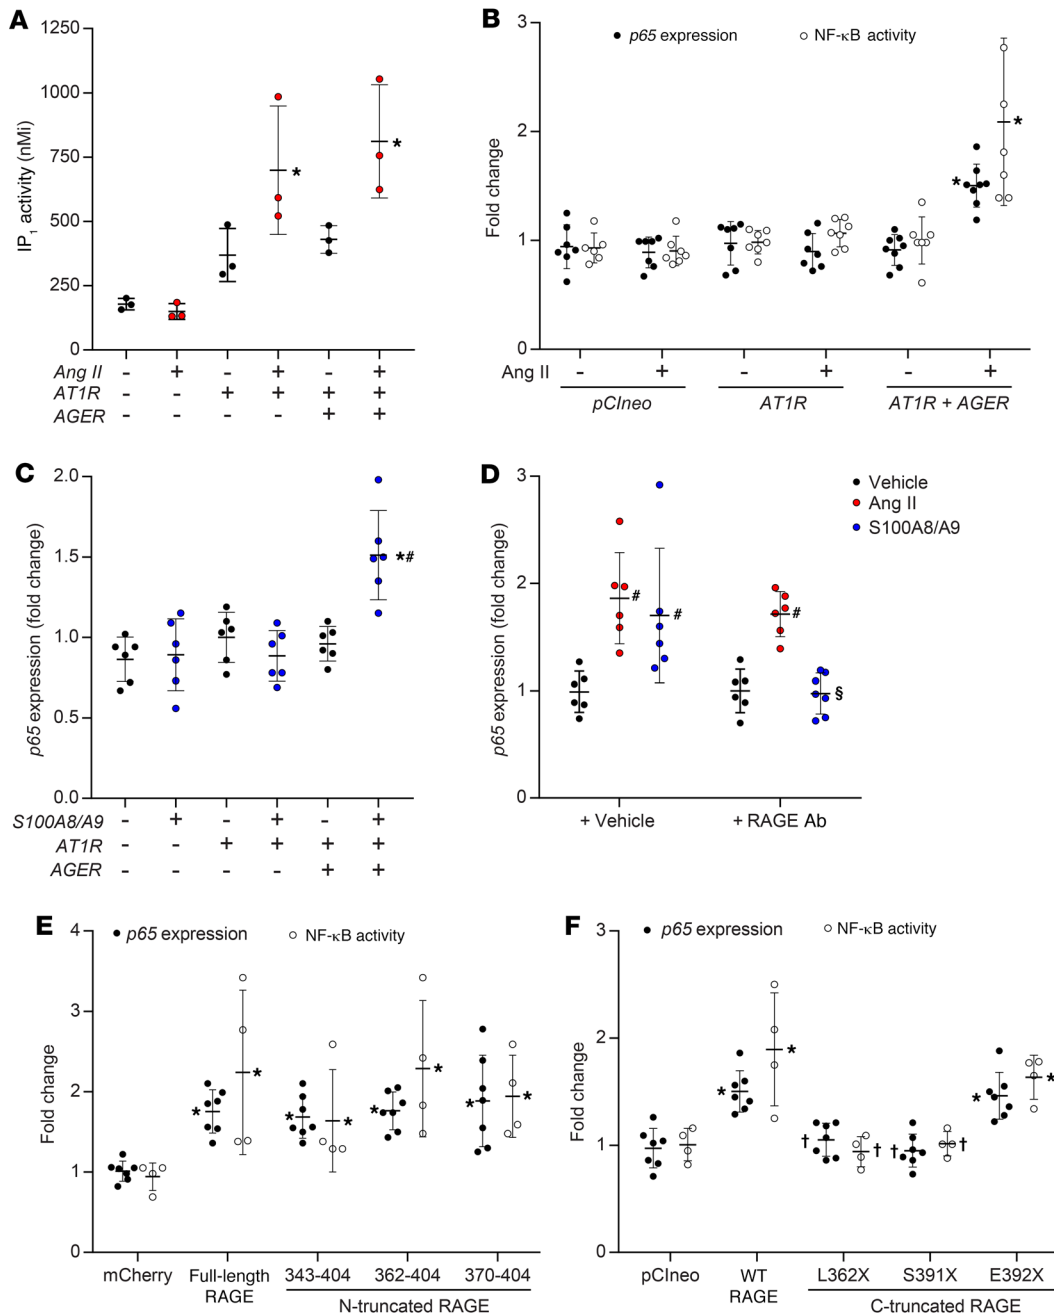 A
IP1 activity (nMi)
1250
1000
750
500
250
0
*
*
Ang II - + - + - +
AT1R - - + + + +
AGER - - - - + +
B
p65 expression
NF-κB activity
Fold change
3
2
1
0
*
*
Ang II - + - + - +
pCIneo
AT1R
AT1R + AGER
C
p65 expression (fold change)
2.0
1.5
1.0
0.5
0.0
*#
S100A8/A9 - + - + - +
AT1R - - + + + +
AGER - - - - + +
D
Vehicle
Ang II
S100A8/A9
p65 expression (fold change)
3
2
1
0
#
#
#
§
+ Vehicle
+ RAGE Ab
E
p65 expression
NF-κB activity
Fold change
4
3
2
1
0
* * * * * * * *
mCherry
Full-length
RAGE
343-404
362-404
370-404
N-truncated RAGE
F
p65 expression
NF-κB activity
Fold change
3
2
1
0
* * † † † † * *
pCIneo
WT
RAGE
L362X
S391X
E392X
C-truncated RAGE